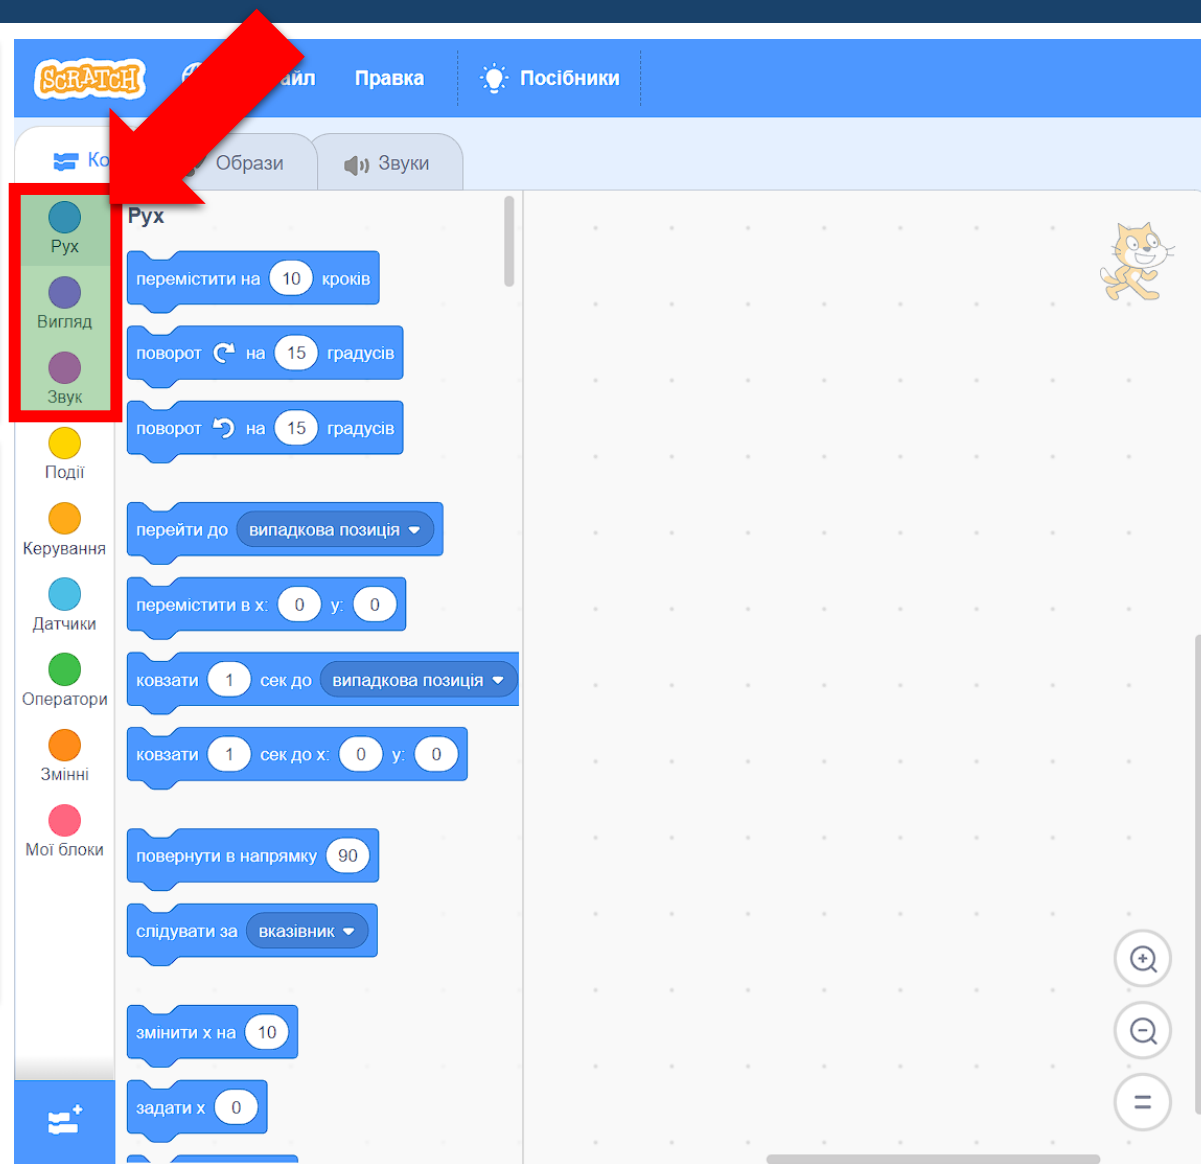 SCRATCH
Правка
Посібники
Образи
Звуки
Рух
Вигляд
Звук
Події
Керування
Датчики
Оператори
Змінні
Мої блоки
Рух
перемістити на 10 кроків
поворот на 15 градусів
поворот на 15 градусів
перейти до випадкова позиція
перемістити в x: 0 y: 0
ковзати 1 сек до випадкова позиція
ковзати 1 сек до x: 0 y: 0
повернути в напрямку 90
слідувати за вказівник
змінити x на 10
задати x 0